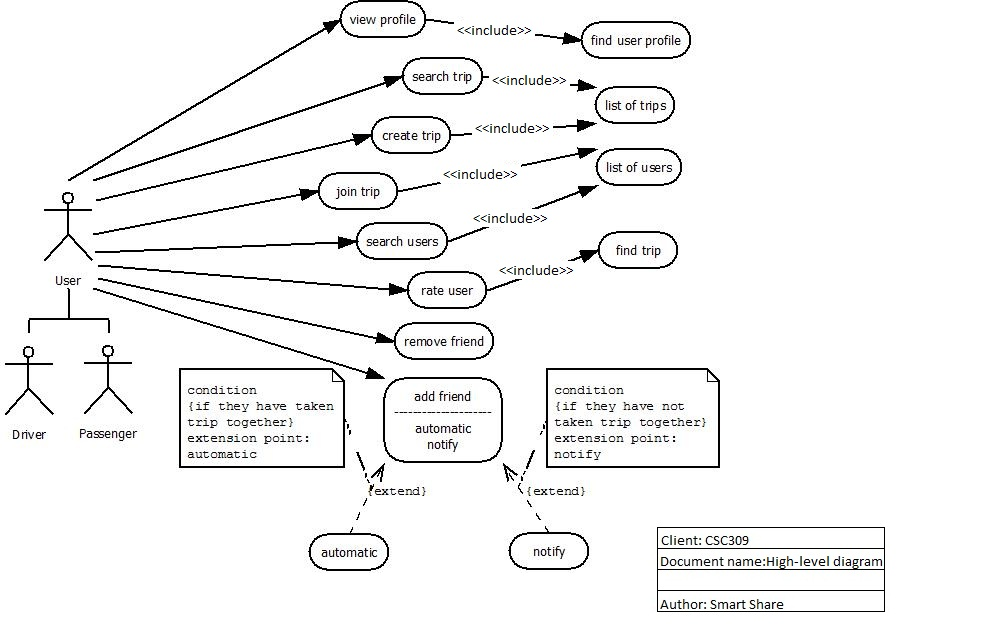 view profile
<<include>>
find user profile
search trip
<<include>>
list of trips
create trip
<<include>>
list of users
join trip
<<include>>
search users
<<include>>
find trip
rate user
<<include>>
User
remove friend
Driver
Passenger
condition
{if they have taken
trip together}
extension point:
automatic
add friend
automatic
notify
condition
{if they have not
taken trip together}
extension point:
notify
{extend}
{extend}
automatic
notify
Client: CSC309
Document name:High-level diagram
Author: Smart Share